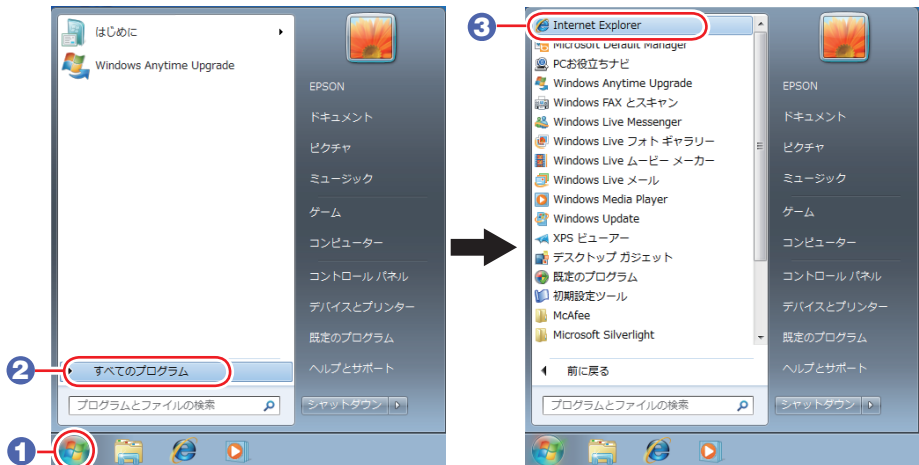 はじめに
Windows Anytime Upgrade
EPSON
ドキュメント
ピクチャ
ミュージック
ゲーム
コンピューター
コントロール パネル
デバイスとプリンター
既定のプログラム
ヘルプとサポート
2
すべてのプログラム
プログラムとファイルの検索
シャットダウン
1
3
Internet Explorer
Microsoft Default Manager
PCお役立ちナビ
Windows Anytime Upgrade
Windows FAX とスキャン
Windows Live Messenger
Windows Live フォト ギャラリー
Windows Live ムービー メーカー
Windows Live メール
Windows Media Player
Windows Update
XPS ビューアー
デスクトップ ガジェット
既定のプログラム
初期設定ツール
McAfee
Microsoft Silverlight
前に戻る
プログラムとファイルの検索
EPSON
ドキュメント
ピクチャ
ミュージック
ゲーム
コンピューター
コントロール パネル
デバイスとプリンター
既定のプログラム
ヘルプとサポート
シャットダウン